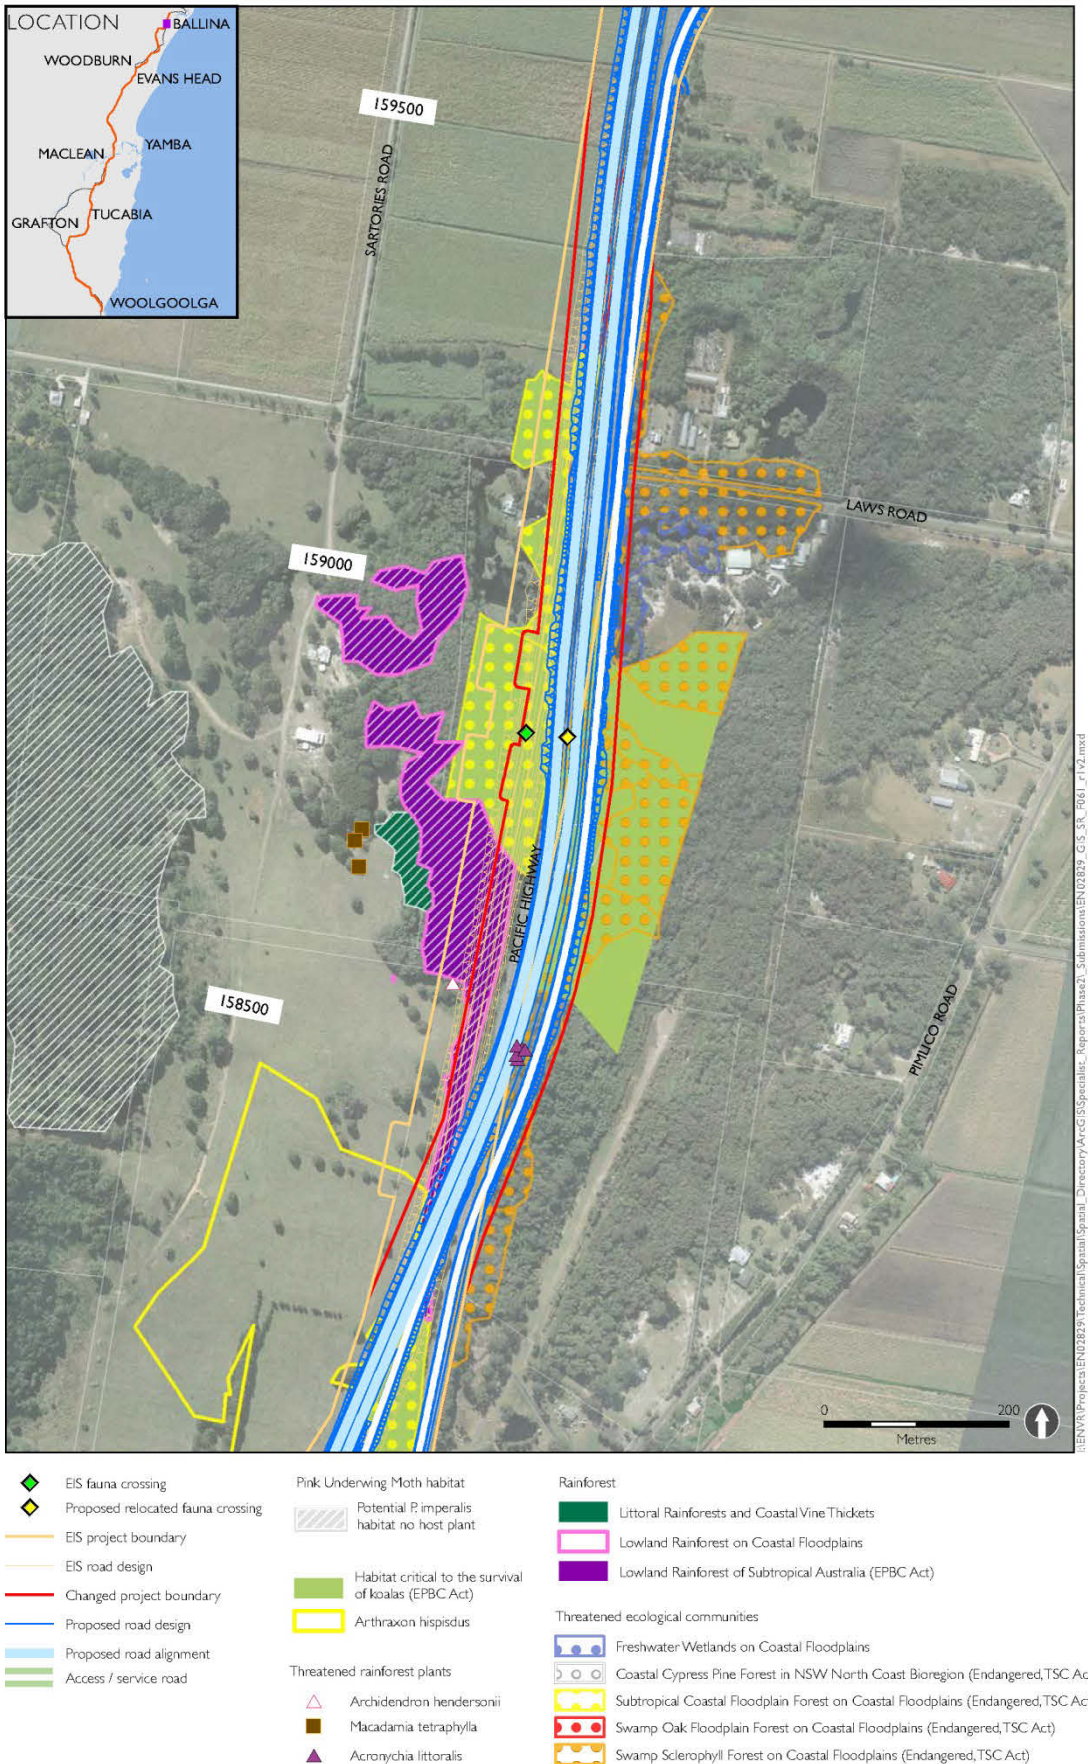 LOCATION
BALLINA
WOODBURN
EVANS HEAD
MACLEAN
YAMBA
TUCABIA
GRAFTON
WOOLGOOLGA
159500
SARTORIES ROAD
LAWS ROAD
159000
PACIFIC HIGHWAY
158500
PIMLICO ROAD
0 200
Metres
EIS fauna crossing
Proposed relocated fauna crossing
EIS project boundary
EIS road design
Changed project boundary
Proposed road design
Proposed road alignment
Access / service road
Pink Underwing Moth habitat
Potential P. imperalis
habitat no host plant
Habitat critical to the survival
of koalas (EPBC Act)
Arthraxon hispisdus
Threatened rainforest plants
Archidendron hendersonii
Macadamia tetraphylla
Acronychia littoralis
Rainforest
Littoral Rainforests and Coastal Vine Thickets
Lowland Rainforest on Coastal Floodplains
Lowland Rainforest of Subtropical Australia (EPBC Act)
Threatened ecological communities
Freshwater Wetlands on Coastal Floodplains
Coastal Cypress Pine Forest in NSW North Coast Bioregion (Endangered, TSC Ac
Subtropical Coastal Floodplain Forest on Coastal Floodplains (Endangered, TSC Act
Swamp Oak Floodplain Forest on Coastal Floodplains (Endangered, TSC Act)
Swamp Sclerophyll Forest on Coastal Floodplains (Endangered, TSC Act)